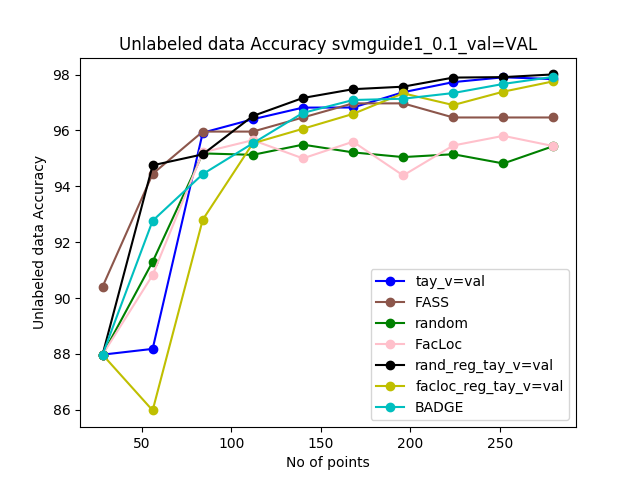 Unlabeled data Accuracy svmguide1_0.1_val=VAL
Unlabeled data Accuracy
98
96
94
92
90
88
86
50
100
150
200
250
No of points
tay_v=val
FASS
random
FacLoc
rand_reg_tay_v=val
facloc_reg_tay_v=val
BADGE